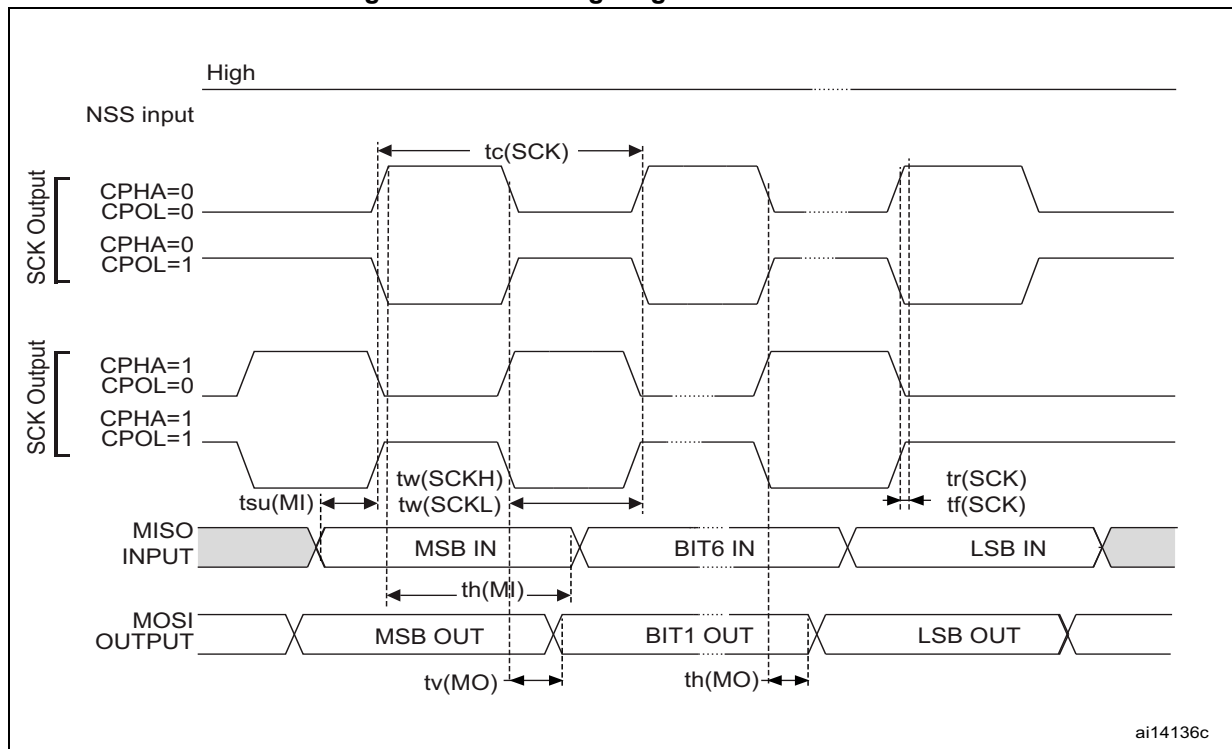 High
NSS input
tc(SCK)
SCK Output
CPHA=0
CPOL=0
CPHA=0
CPOL=1
SCK Output
CPHA=1
CPOL=0
CPHA=1
CPOL=1
tw(SCKH)
tw(SCKL)
tr(SCK)
tf(SCK)
tsu(MI)
MISO
INPUT
MSB IN
BIT6 IN
LSB IN
th(MI)
MOSI
OUTPUT
MSB OUT
BIT1 OUT
LSB OUT
tv(MO)
th(MO)
ai14136c